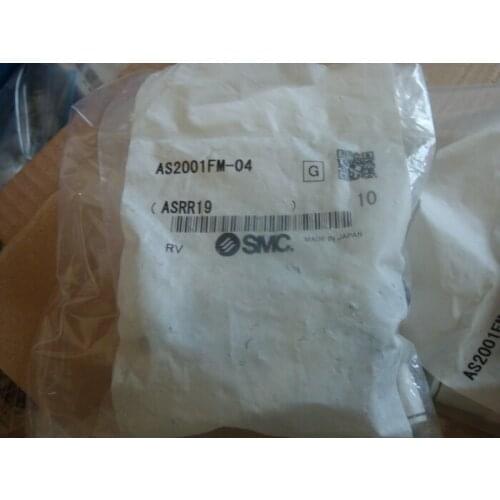 AS2001FM-04 G
( ASRR19 ) 10
RV SMC. MADE IN JAPAN
AS2001F